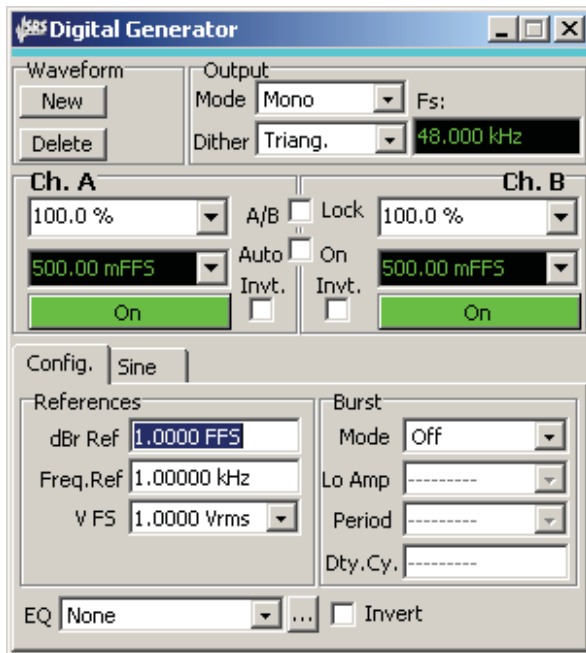 SRS Digital Generator
Waveform
New
Delete
Output
Mode Mono
Dither Triang.
Fs:
48.000 kHz
Ch. A
100.0 %
500.00 mFFS
On
A/B Lock
Auto On
Invt. Invt.
Ch. B
100.0 %
500.00 mFFS
On
Config. Sine
References
dBr Ref 1.0000 FFS
Freq.Ref 1.00000 kHz
V FS 1.0000 Vrms
Burst
Mode Off
Lo Amp ---------
Period ---------
Dty.Cy. ---------
EQ None ... Invert